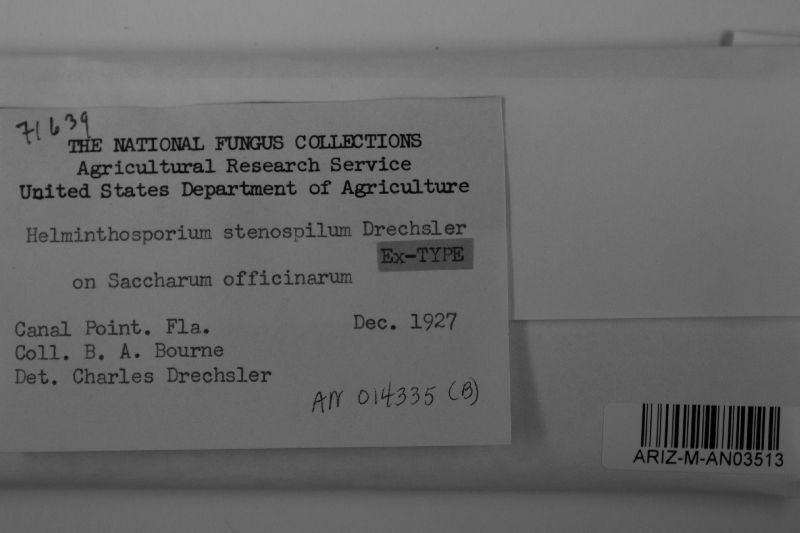 71639
THE NATIONAL FUNGUS COLLECTIONS
Agricultural Research Service
United States Department of Agriculture
Helminthosporium stenospilum Drechsler
Ex-TYPE
on Saccharum officinarum
Canal Point. Fla. Dec. 1927
Coll. B. A. Bourne
Det. Charles Drechsler
AN 014335 (B)
ARIZ-M-AN03513